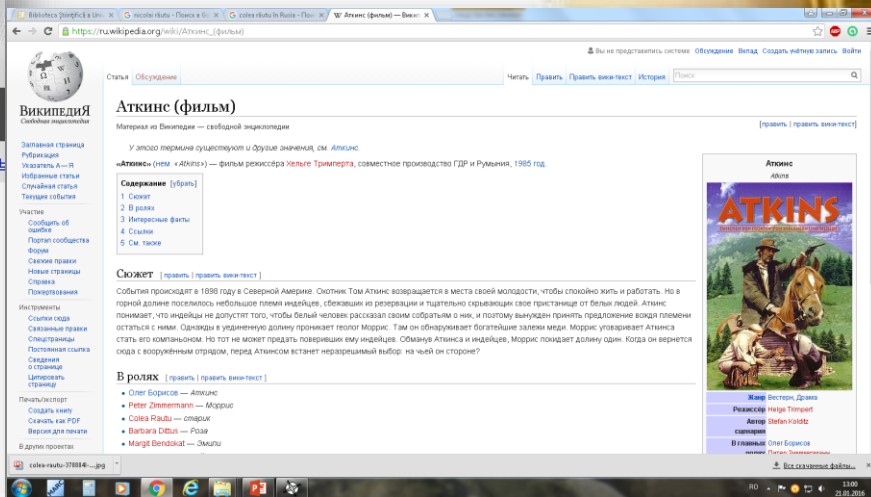 Biblioteca Științifică a Univ
nicolai răutu - Поиск в Go
colea răutu în Rusia - Пои
Аткинс (фильм) — Вики
https://ru.wikipedia.org/wiki/Аткинс_(фильм)
Вы не представились системе Обсуждение Вклад Создать учётную запись Войти
Статья Обсуждение Читать Править Править вики-текст История Поиск
ВИКИПЕДИЯ
Свободная энциклопедия
Заглавная страница
Рубрикация
Указатель А — Я
Избранные статьи
Случайная статья
Текущие события
Участие
Сообщить об
ошибке
Портал сообщества
Форум
Свежие правки
Новые страницы
Справка
Пожертвования
Инструменты
Ссылки сюда
Связанные правки
Спецстраницы
Постоянная ссылка
Сведения
о странице
Цитировать
страницу
Печать/экспорт
Создать книгу
Скачать как PDF
Версия для печати
В других проектах
Аткинс (фильм)
Материал из Википедии — свободной энциклопедии
[править | править вики-текст]
У этого термина существуют и другие значения, см. Аткинс.
«Аткинс» (нем. «Atkins») — фильм режиссёра Хельге Тримперта, совместное производство ГДР и Румыния, 1985 год.
Содержание [убрать]
1 Сюжет
2 В ролях
3 Интересные факты
4 Ссылки
5 См. также
Сюжет [ править | править вики-текст ]
События происходят в 1898 году в Северной Америке. Охотник Том Аткинс возвращается в места своей молодости, чтобы спокойно жить и работать. Но в
горной долине поселилось небольшое племя индейцев, сбежавших из резервации и тщательно скрывающих свое пристанище от белых людей. Аткинс
понимает, что индейцы не допустят того, чтобы белый человек рассказал своим собратьям о них, и поэтому вынужден принять предложение вождя племени
остаться с ними. Однажды в уединенную долину проникает геолог Моррис. Там он обнаруживает богатейшие залежи меди. Моррис уговаривает Аткинса
стать его компаньоном. Но тот не может предать поверивших ему индейцев. Обманув Аткинса и индейцев, Моррис покидает долину один. Когда он вернется
сюда с вооружённым отрядом, перед Аткинсом встанет неразрешимый выбор: на чьей он стороне?
В ролях [ править | править вики-текст ]
Олег Борисов — Аткинс
Peter Zimmermann — Моррис
Colea Rautu — старик
Barbara Dittus — Роза
Margit Bendokat — Эмили
Аткинс
Atkins
ATKINS
Жанр Вестерн, Драма
Режиссёр Helge Trimpert
Автор Stefan Kolditz
сценария
В главных Олег Борисов
ролях Питер Циммерманн
colea-rautu-378884l-...jpg
Все скачанные файлы...
RO
13:00
21.01.2016